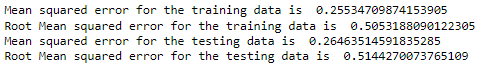 Mean squared error for the training data is  0.25534709874153905
Root Mean squared error for the training data is  0.5053188090122305
Mean squared error for the testing data is  0.26463514591835285
Root Mean squared error for the testing data is  0.5144270073765109